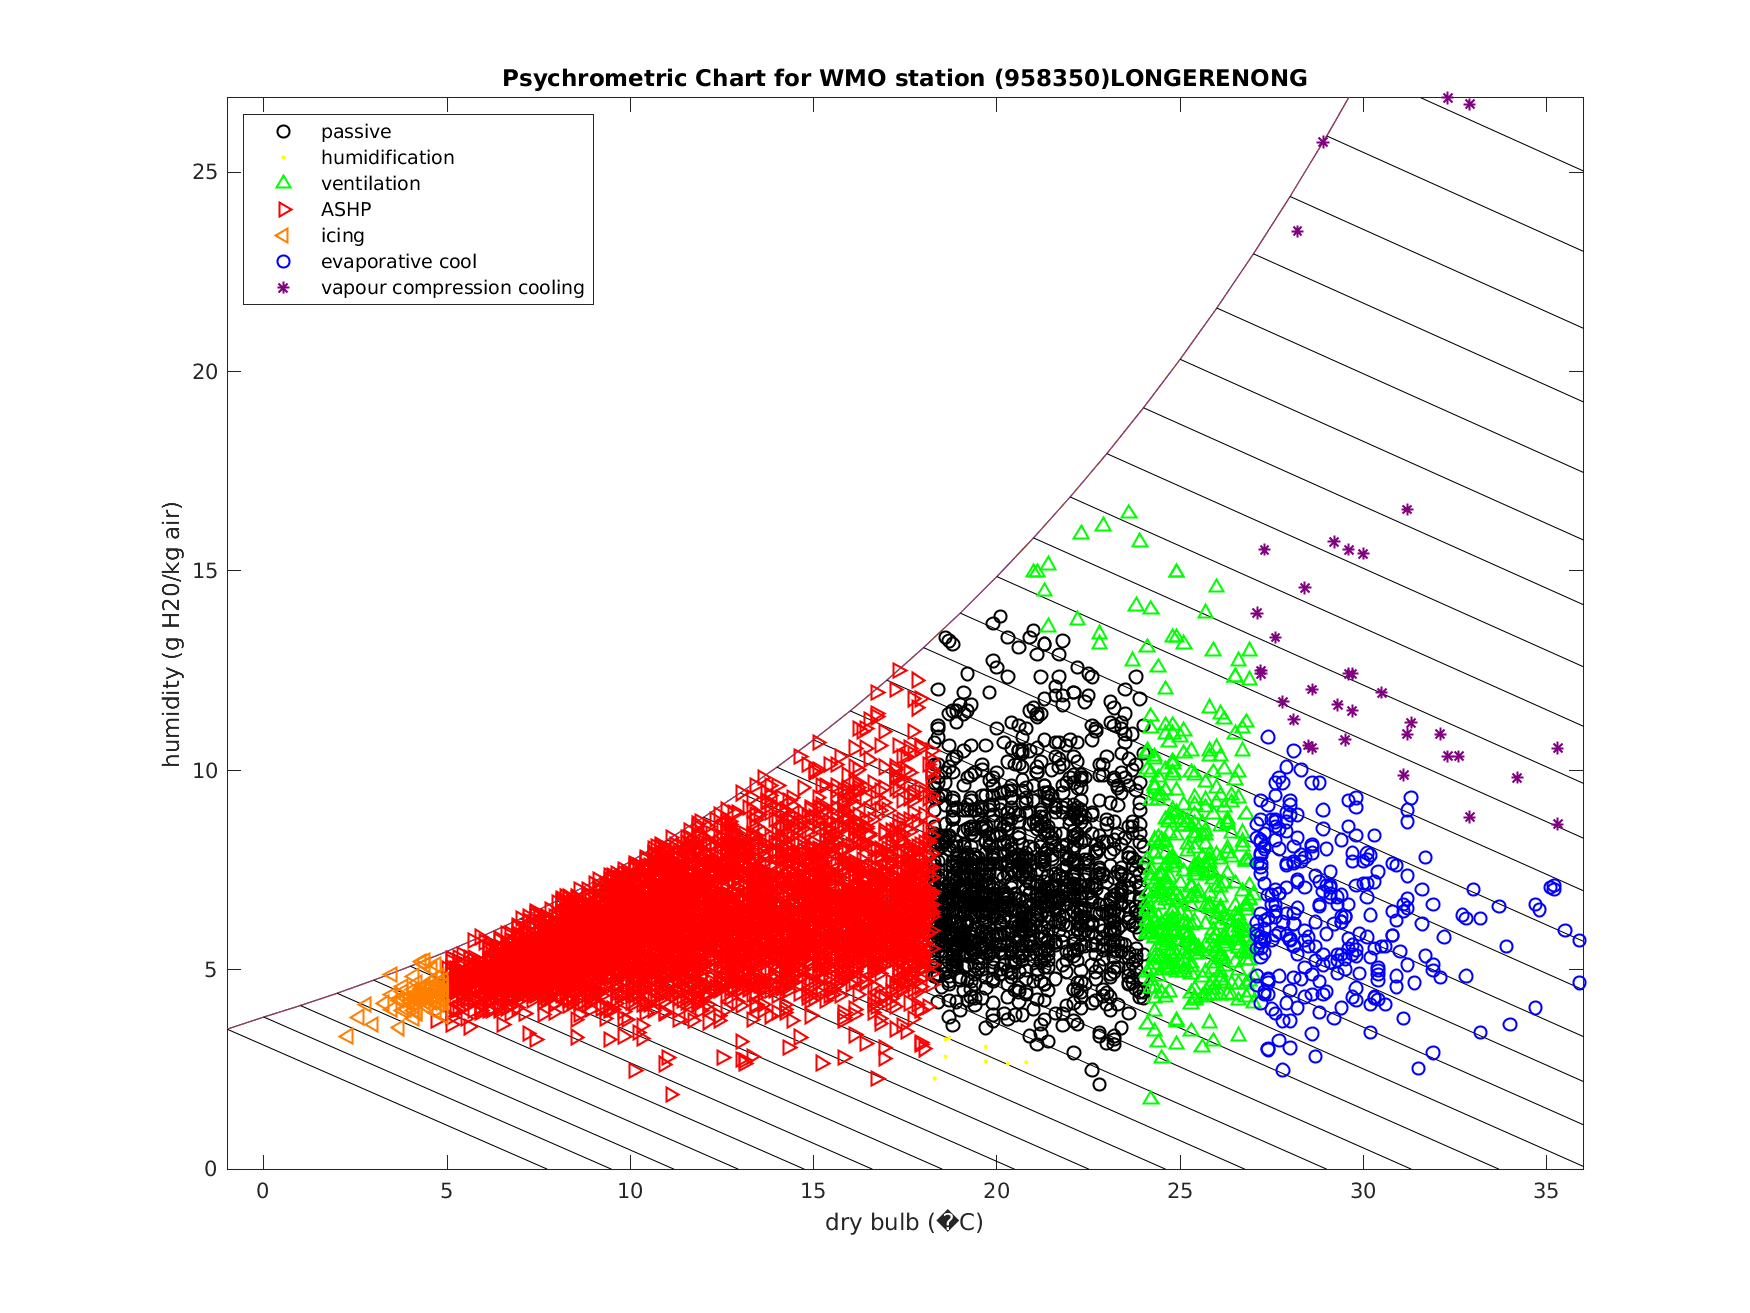 Psychrometric Chart for WMO station (958350)LONGERENONG
passive
humidification
ventilation
ASHP
icing
evaporative cool
vapour compression cooling
humidity (g H20/kg air)
25
20
15
10
5
0
0 5 10 15 20 25 30 35
dry bulb (�C)